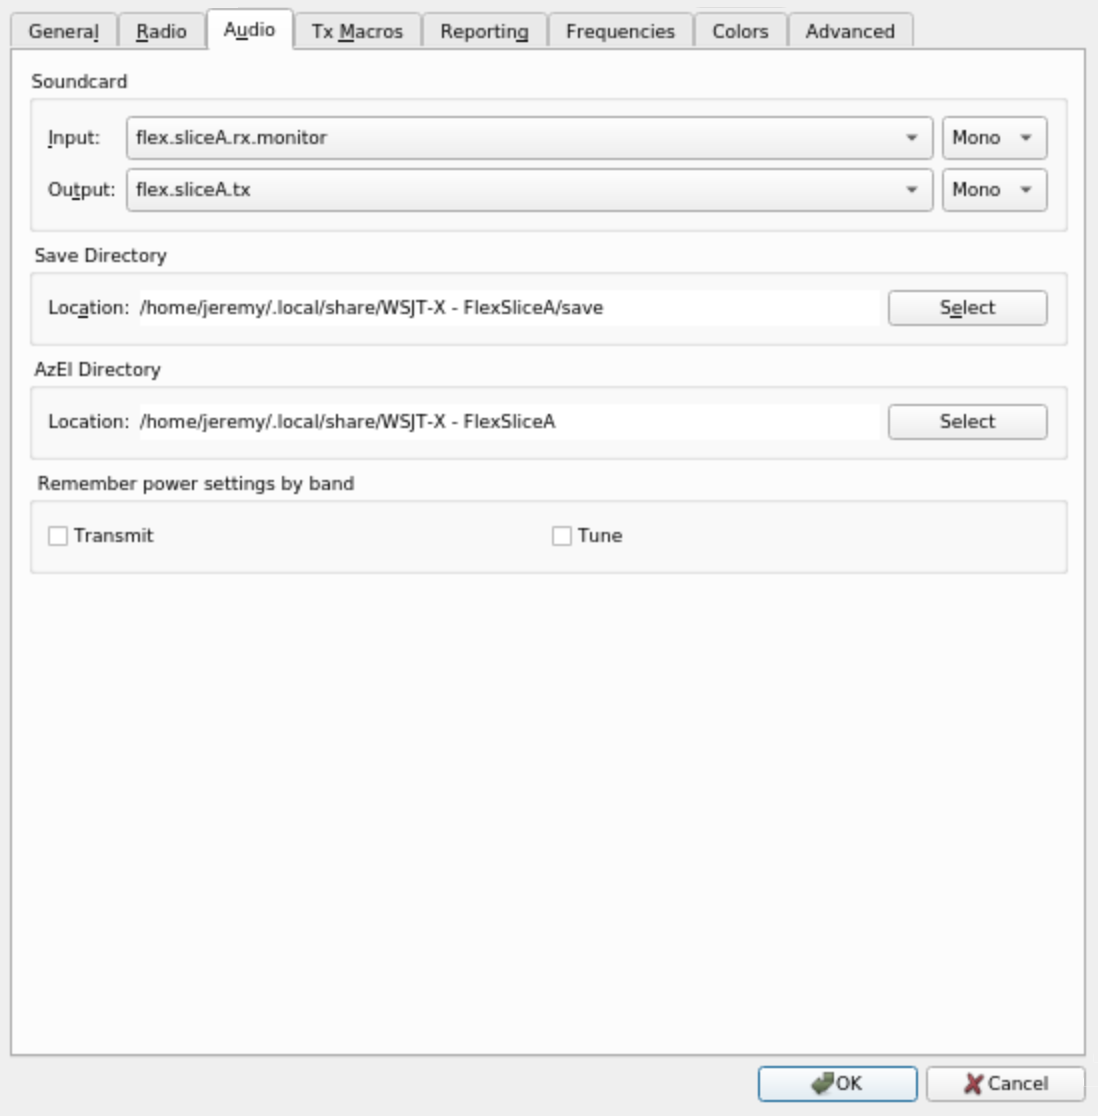 General Radio Audio Tx Macros Reporting Frequencies Colors Advanced
Soundcard
Input: flex.sliceA.rx.monitor Mono
Output: flex.sliceA.tx Mono
Save Directory
Location: /home/jeremy/.local/share/WSJT-X - FlexSliceA/save Select
AzEl Directory
Location: /home/jeremy/.local/share/WSJT-X - FlexSliceA Select
Remember power settings by band
Transmit Tune
OK Cancel